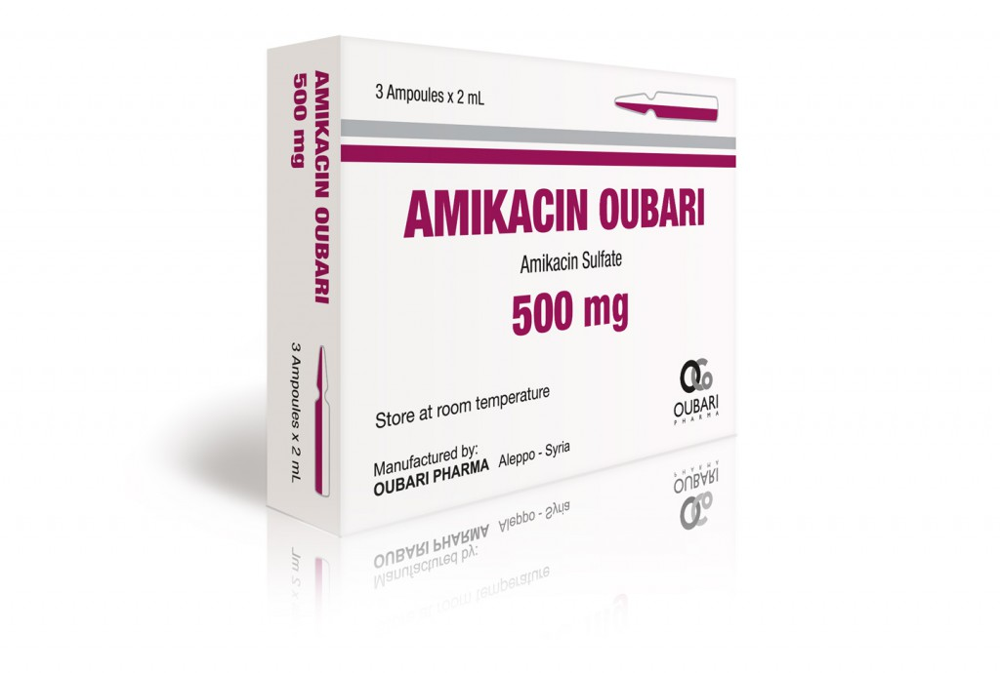 AMIKACIN OUBARI
500 mg
3 Ampoules x 2 mL
3 Ampoules x 2 mL
AMIKACIN OUBARI
Amikacin Sulfate
500 mg
Store at room temperature
Manufactured by:
OUBARI PHARMA Aleppo - Syria
OUBARI
PHARMA